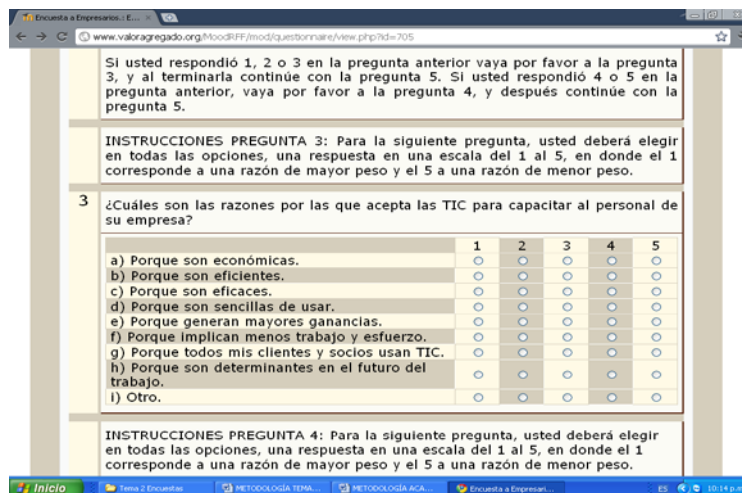 Encuesta a Empresarios.: E...
www.valoragregado.org/MoodRFF/mod/questionnaire/view.php?id=705
Si usted respondió 1, 2 o 3 en la pregunta anterior vaya por favor a la pregunta
3, y al terminarla continúe con la pregunta 5. Si usted respondió 4 o 5 en la
pregunta anterior, vaya por favor a la pregunta 4, y después continúe con la
pregunta 5.
INSTRUCCIONES PREGUNTA 3: Para la siguiente pregunta, usted deberá elegir
en todas las opciones, una respuesta en una escala del 1 al 5, en donde el 1
corresponde a una razón de mayor peso y el 5 a una razón de menor peso.
3 ¿Cuáles son las razones por las que acepta las TIC para capacitar al personal de
su empresa?
1 2 3 4 5
a) Porque son económicas.
b) Porque son eficientes.
c) Porque son eficaces.
d) Porque son sencillas de usar.
e) Porque generan mayores ganancias.
f) Porque implican menos trabajo y esfuerzo.
g) Porque todos mis clientes y socios usan TIC.
h) Porque son determinantes en el futuro del
trabajo.
i) Otro.
INSTRUCCIONES PREGUNTA 4: Para la siguiente pregunta, usted deberá elegir
en todas las opciones, una respuesta en una escala del 1 al 5, en donde el 1
corresponde a una razón de mayor peso y el 5 a una razón de menor peso.
Inicio Tema 2 Encuestas METODOLOGÍA TEMA... METODOLOGÍA ACA... Encuesta a Empresari... ES 10:14 p.m.